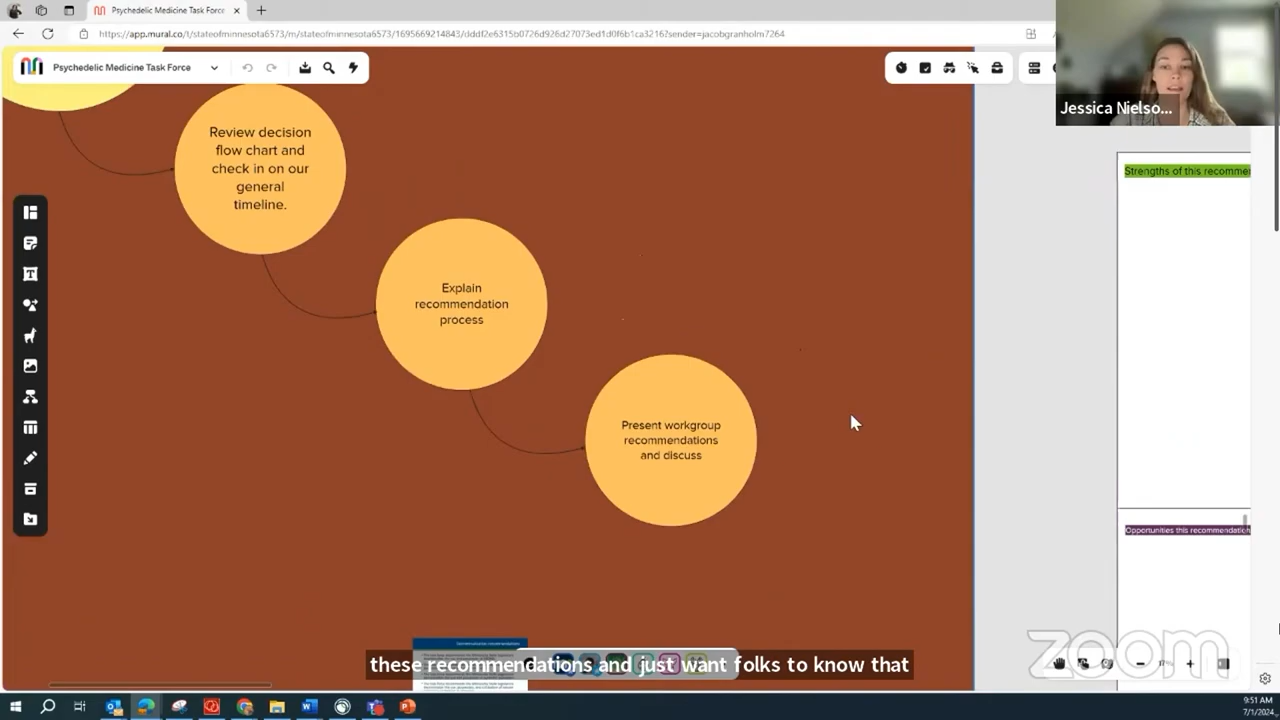 Psychedelic Medicine Task Force
https://app.mural.co/t/stateofminnesota6573/m/stateofminnesota6573/1695669214843/dddf2e6315b0726d926d27073ed1d0f6b1ca3216?sender=jacobgranholm7264
Psychedelic Medicine Task Force
Jessica Nielso...
Review decision
flow chart and
check in on our
general
timeline.
Explain
recommendation
process
Present workgroup
recommendations
and discuss
Strengths of this recommen
Opportunities this recommendation
these recommendations and just want folks to know that
zoom
9:51 AM
7/1/2024